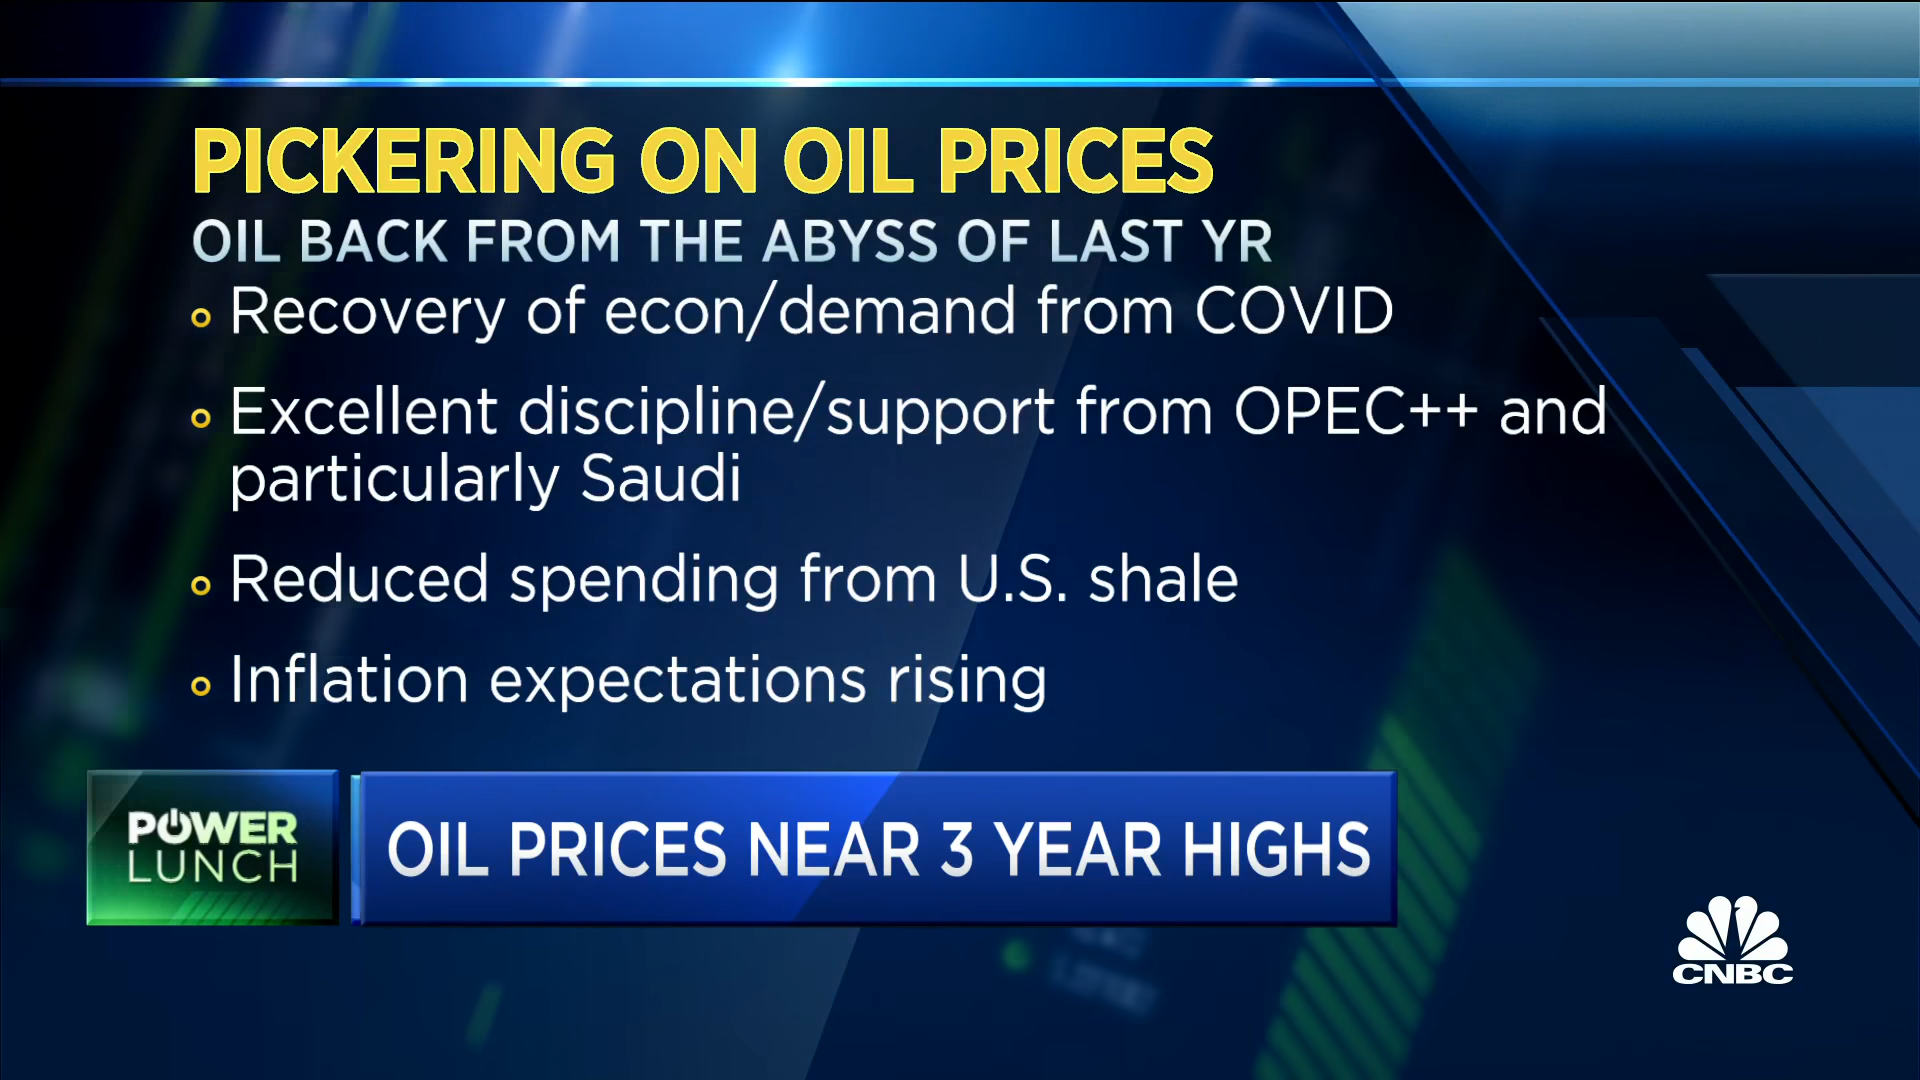 PICKERING ON OIL PRICES
OIL BACK FROM THE ABYSS OF LAST YR
Recovery of econ/demand from COVID
Excellent discipline/support from OPEC++ and
particularly Saudi
Reduced spending from U.S. shale
Inflation expectations rising
POWER
LUNCH
OIL PRICES NEAR 3 YEAR HIGHS
CNBC